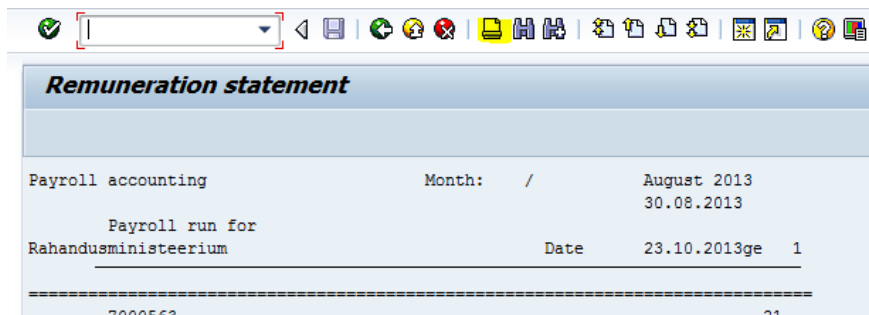 Remuneration statement
Payroll accounting Month: / August 2013
30.08.2013
Payroll run for
Rahandusministeerium Date 23.10.2013ge 1
================================================================================